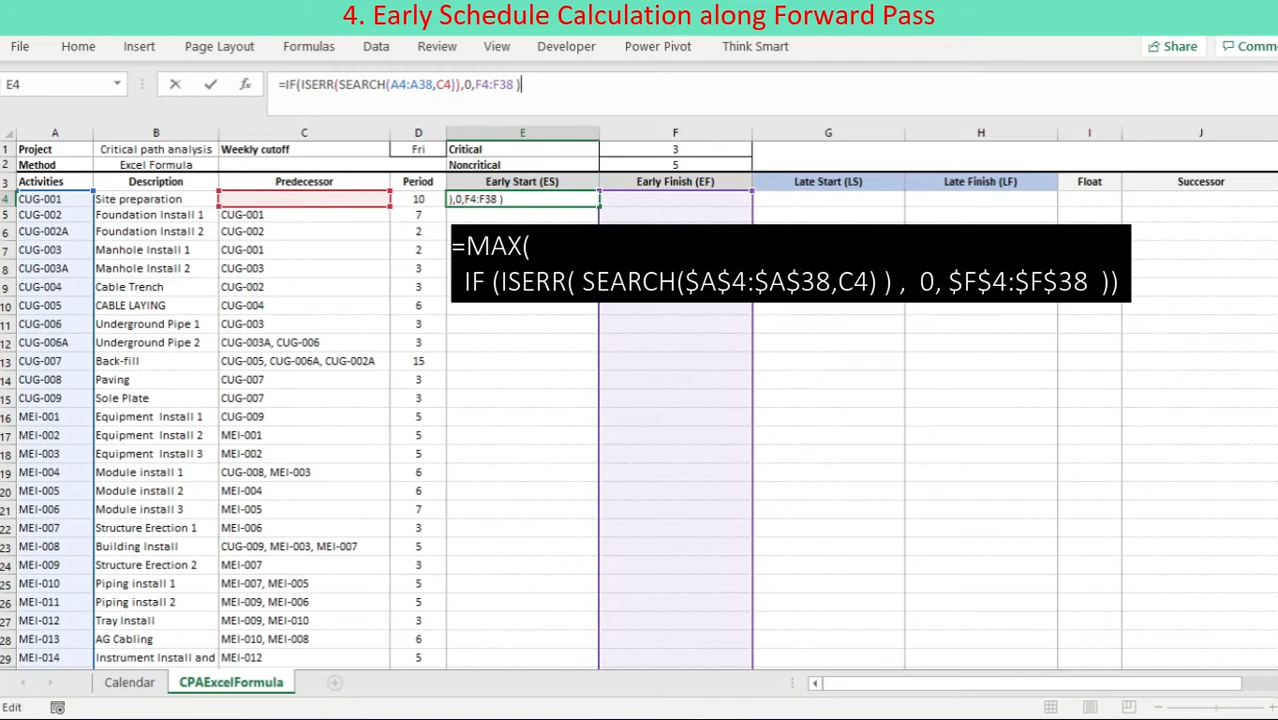 4. Early Schedule Calculation along Forward Pass
File Home Insert Page Layout Formulas Data Review View Developer Power Pivot Think Smart Share Comm
E4 fx =IF(ISERR(SEARCH(A4:A38,C4)),0,F4:F38 )
A B C D E F G H I J
1 Project Critical path analysis Weekly cutoff Fri Critical 3
2 Method Excel Formula Noncritical 5
3 Activities Description Predecessor Period Early Start (ES) Early Finish (EF) Late Start (LS) Late Finish (LF) Float Successor
4 CUG-001 Site preparation 10 ),0,F4:F38 )
5 CUG-002 Foundation Install 1 CUG-001 7
6 CUG-002A Foundation Install 2 CUG-002 2
7 CUG-003 Manhole Install 1 CUG-001 2
8 CUG-003A Manhole Install 2 CUG-003 3
9 CUG-004 Cable Trench CUG-002 3
10 CUG-005 CABLE LAYING CUG-004 6
11 CUG-006 Underground Pipe 1 CUG-003 3
12 CUG-006A Underground Pipe 2 CUG-003A, CUG-006 3
13 CUG-007 Back-fill CUG-005, CUG-006A, CUG-002A 15
14 CUG-008 Paving CUG-007 3
15 CUG-009 Sole Plate CUG-007 3
16 MEI-001 Equipment Install 1 CUG-009 5
17 MEI-002 Equipment Install 2 MEI-001 5
18 MEI-003 Equipment Install 3 MEI-002 5
19 MEI-004 Module install 1 CUG-008, MEI-003 6
20 MEI-005 Module install 2 MEI-004 6
21 MEI-006 Module install 3 MEI-005 7
22 MEI-007 Structure Erection 1 MEI-006 3
23 MEI-008 Building Install CUG-009, MEI-003, MEI-007 5
24 MEI-009 Structure Erection 2 MEI-007 3
25 MEI-010 Piping install 1 MEI-007, MEI-005 5
26 MEI-011 Piping install 2 MEI-009, MEI-006 5
27 MEI-012 Tray Install MEI-009, MEI-010 3
28 MEI-013 AG Cabling MEI-010, MEI-008 6
29 MEI-014 Instrument Install and MEI-012 5
=MAX(
IF (ISERR( SEARCH($A$4:$A$38,C4) ) , 0, $F$4:$F$38 ))
Calendar CPAExcelFormula
Edit